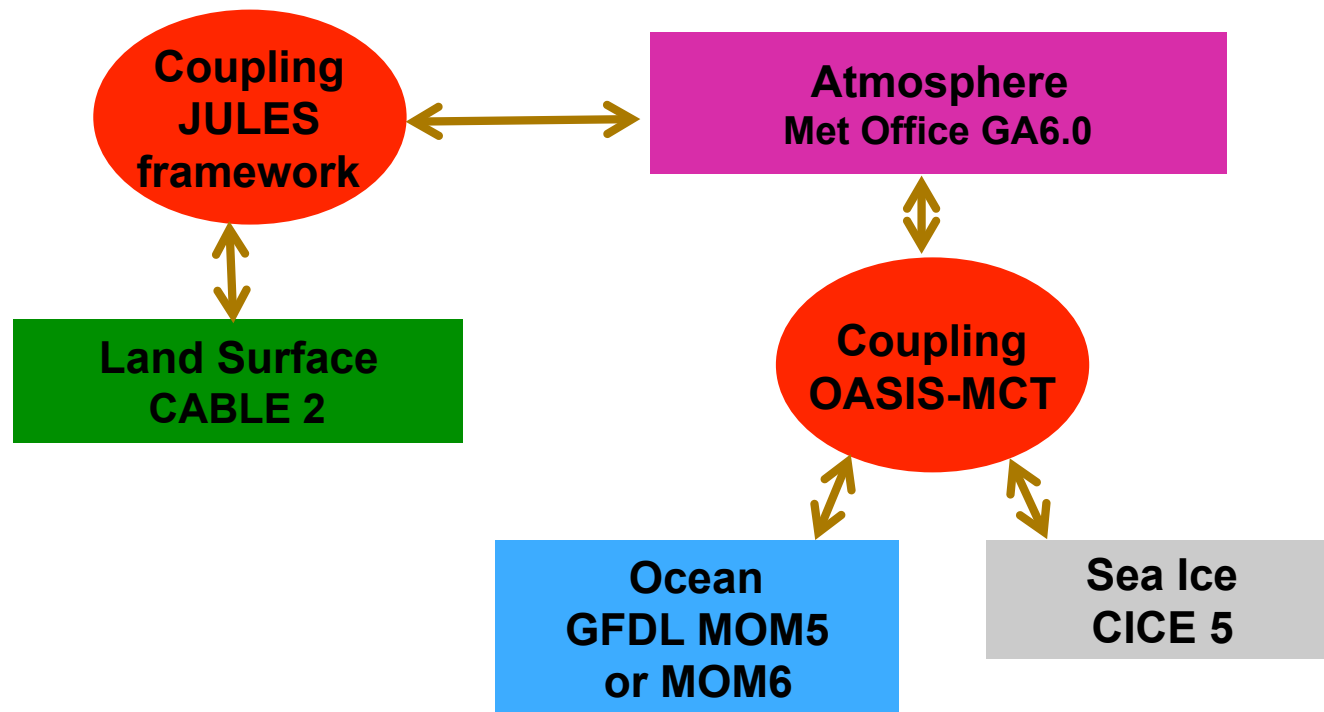 Coupling
JULES
framework
Atmosphere
Met Office GA6.0
Land Surface
CABLE 2
Coupling
OASIS-MCT
Ocean
GFDL MOM5
or MOM6
Sea Ice
CICE 5